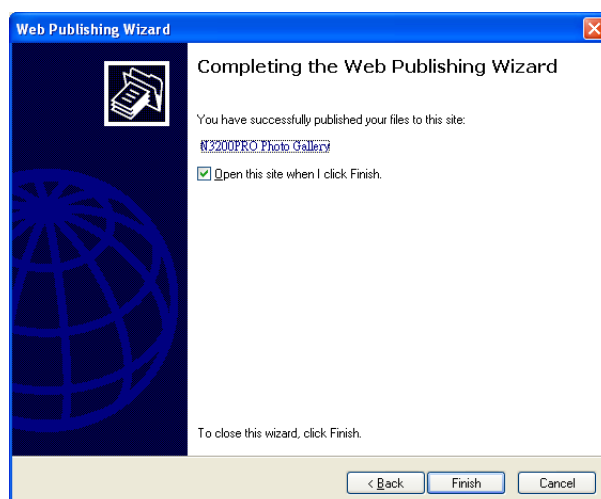 Web Publishing Wizard
Completing the Web Publishing Wizard
You have successfully published your files to this site:
N3200PRO Photo Gallery
Open this site when I click Finish.
To close this wizard, click Finish.
< Back Finish Cancel